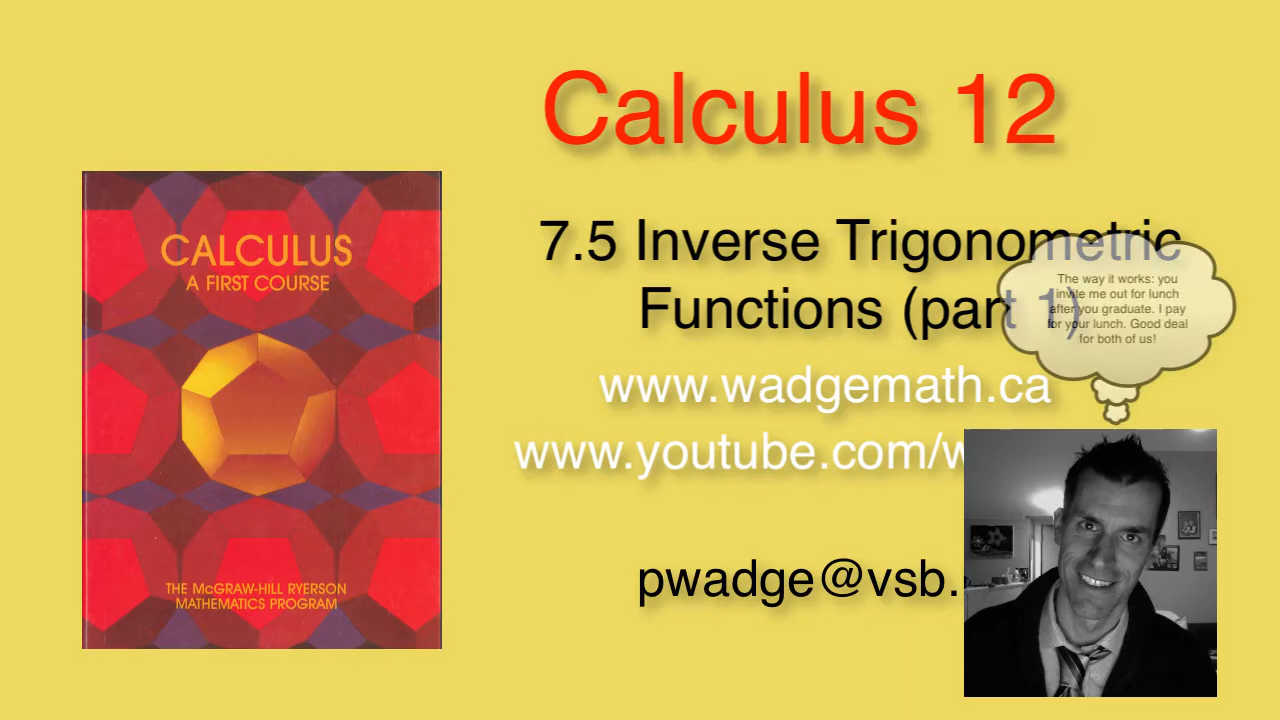 Calculus 12
7.5 Inverse Trigonometric
Functions (part 1)
The way it works: you
invite me out for lunch
after you graduate. I pay
for your lunch. Good deal
for both of us!
www.wadgemath.ca
www.youtube.com/w
pwadge@vsb.
CALCULUS
A FIRST COURSE
THE McGRAW-HILL RYERSON
MATHEMATICS PROGRAM